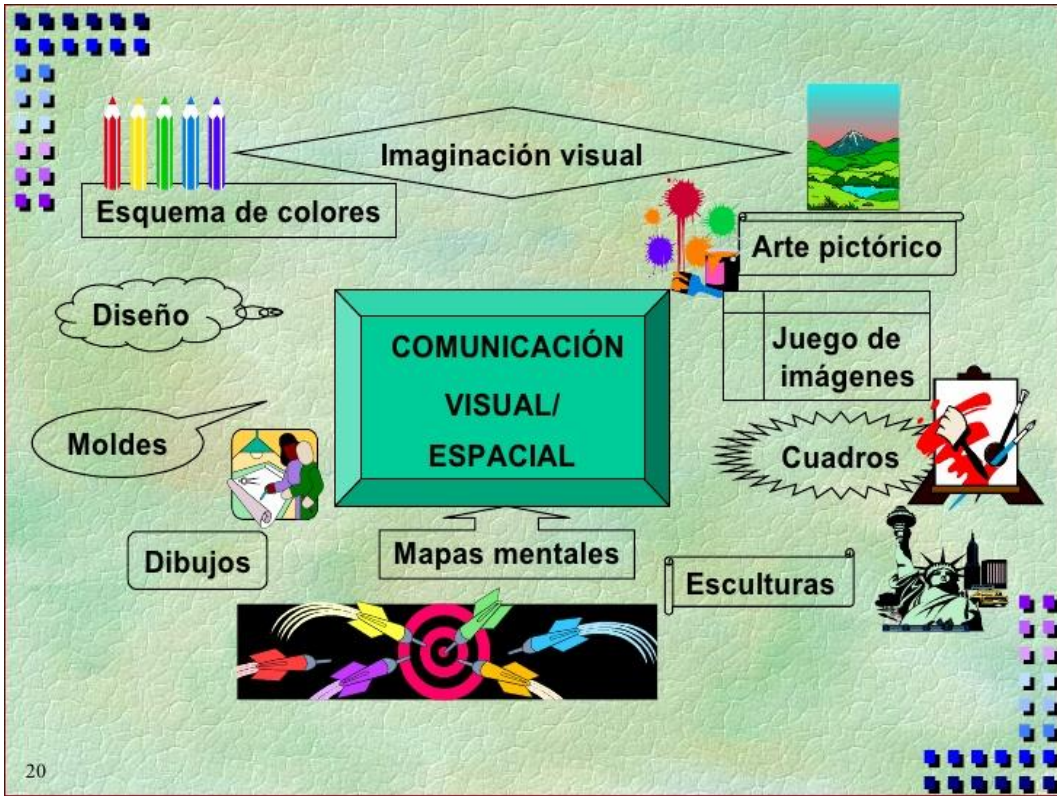 Imaginación visual
Esquema de colores
Arte pictórico
Diseño
COMUNICACIÓN
VISUAL/
ESPACIAL
Juego de
imágenes
Moldes
Cuadros
Dibujos
Mapas mentales
Esculturas
20